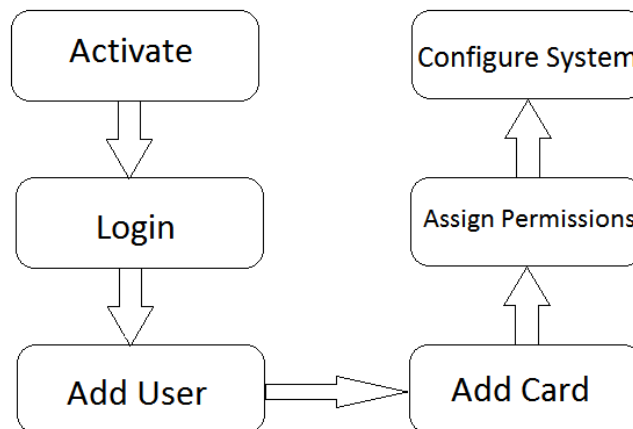 Activate
Login
Add User
Add Card
Assign Permissions
Configure System